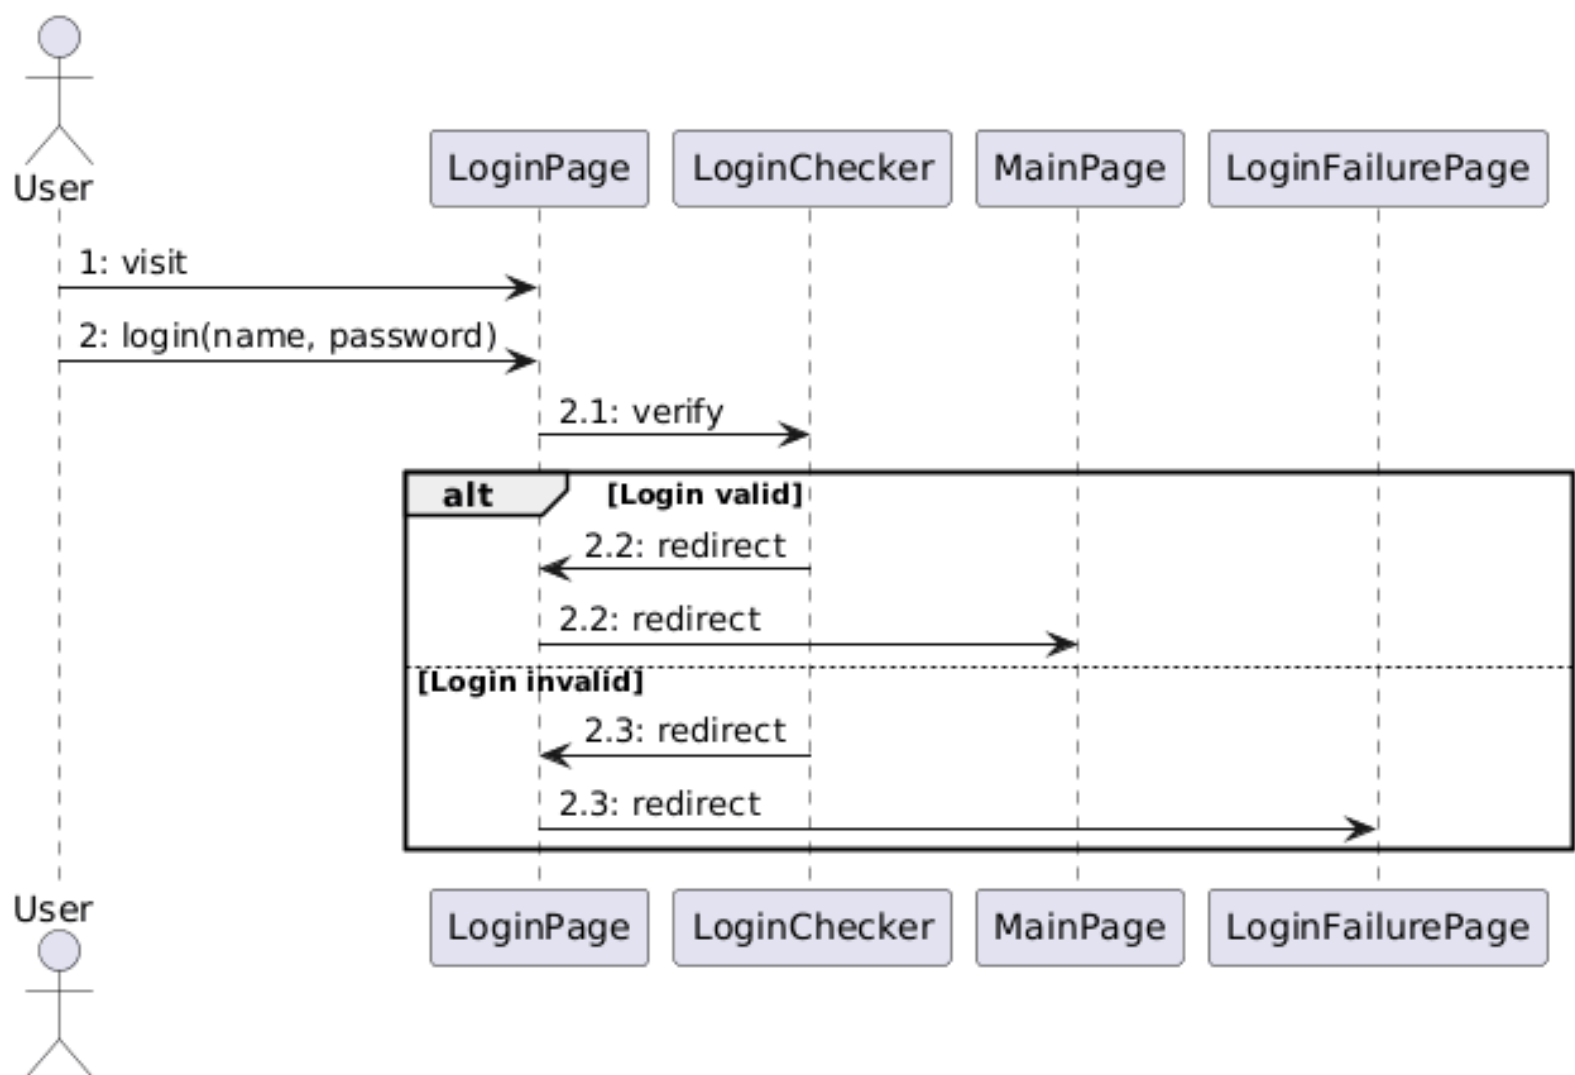 User
LoginPage
LoginChecker
MainPage
LoginFailurePage
1: visit
2: login(name, password)
2.1: verify
alt
[Login valid]
2.2: redirect
2.2: redirect
[Login invalid]
2.3: redirect
2.3: redirect
User
LoginPage
LoginChecker
MainPage
LoginFailurePage